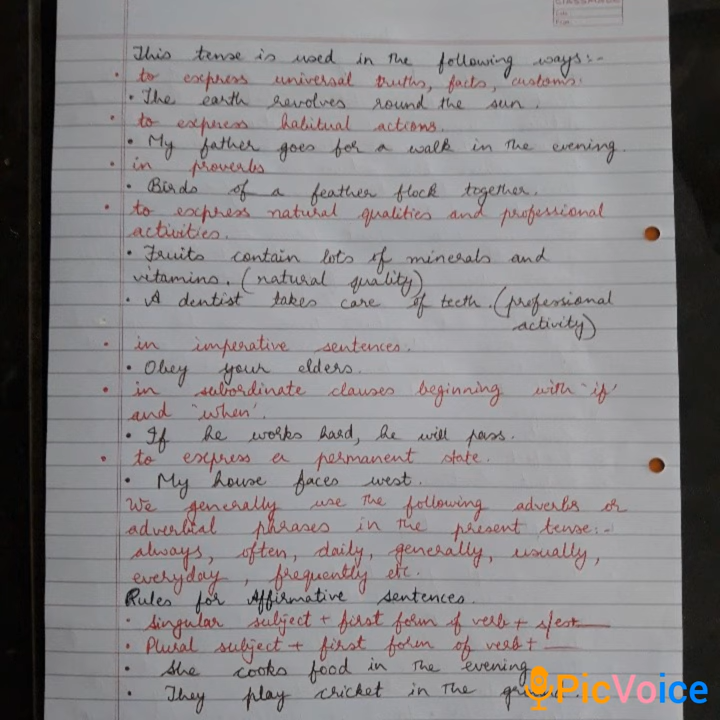 CLASSMATE
Date
Page
This tense is used in the following ways:-
• to express universal truths, facts, customs.
• The earth revolves round the sun.
• to express habitual actions.
• My father goes for a walk in the evening.
• in proverbs
• Birds of a feather flock together.
• to express natural qualities and professional
activities.
• Fruits contain lots of minerals and
vitamins. (natural quality)
• A dentist takes care of teeth. (professional
activity)
• in imperative sentences.
• Obey your elders.
• in subordinate clauses beginning with 'if'
and 'when'.
• If he works hard, he will pass.
• to express a permanent state.
• My house faces west.
We generally use the following adverbs or
adverbial phrases in the present tense:-
always, often, daily, generally, usually,
everyday, frequently etc.
Rules for Affirmative sentences.
• Singular subject + first form of verb + s/es+
• Plural subject + first form of verb +
• She cooks food in the evening
• They play cricket in the
PicVoice